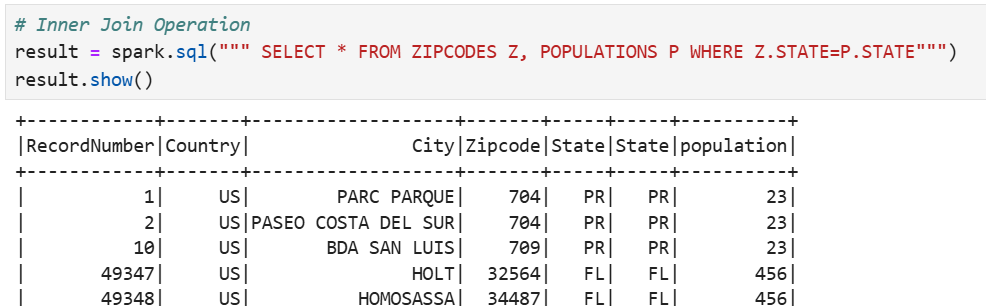 # Inner Join Operation
result = spark.sql(""" SELECT * FROM ZIPCODES Z, POPULATIONS P WHERE Z.STATE=P.STATE""")
result.show()
+------------+-------+-------------------+-------+-----+-----+----------+
|RecordNumber|Country|               City|Zipcode|State|State|population|
+------------+-------+-------------------+-------+-----+-----+----------+
|           1|     US|        PARC PARQUE|    704|   PR|   PR|        23|
|           2|     US|PASEO COSTA DEL SUR|    704|   PR|   PR|        23|
|          10|     US|       BDA SAN LUIS|    709|   PR|   PR|        23|
|       49347|     US|               HOLT|  32564|   FL|   FL|       456|
|       49348|     US|          HOMOSASSA|  34487|   FL|   FL|       456|